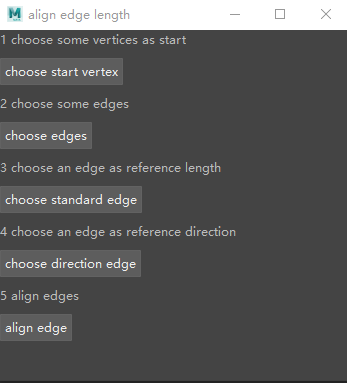 align edge length
1 choose some vertices as start
choose start vertex
2 choose some edges
choose edges
3 choose an edge as reference length
choose standard edge
4 choose an edge as reference direction
choose direction edge
5 align edges
align edge